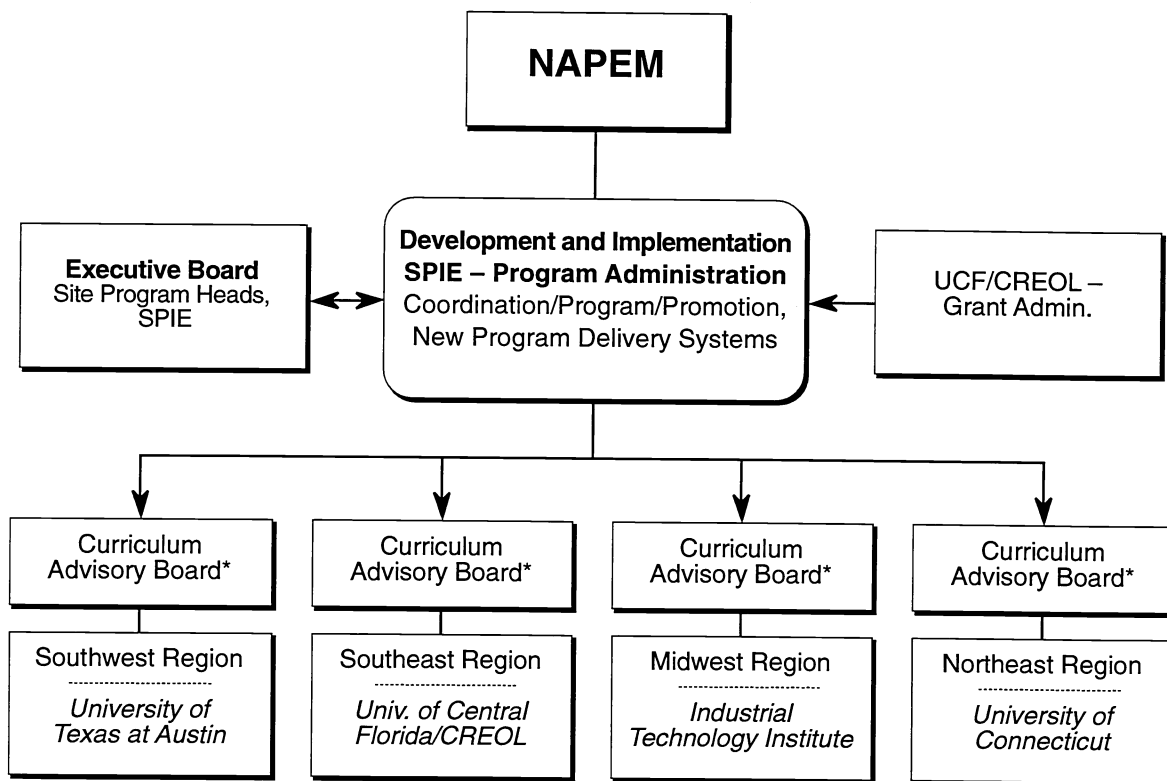 NAPEM
Executive Board
Site Program Heads,
SPIE
Development and Implementation
SPIE – Program Administration
Coordination/Program/Promotion,
New Program Delivery Systems
UCF/CREOL –
Grant Admin.
Curriculum
Advisory Board*
Curriculum
Advisory Board*
Curriculum
Advisory Board*
Curriculum
Advisory Board*
Southwest Region
University of
Texas at Austin
Southeast Region
Univ. of Central
Florida/CREOL
Midwest Region
Industrial
Technology Institute
Northeast Region
University of
Connecticut